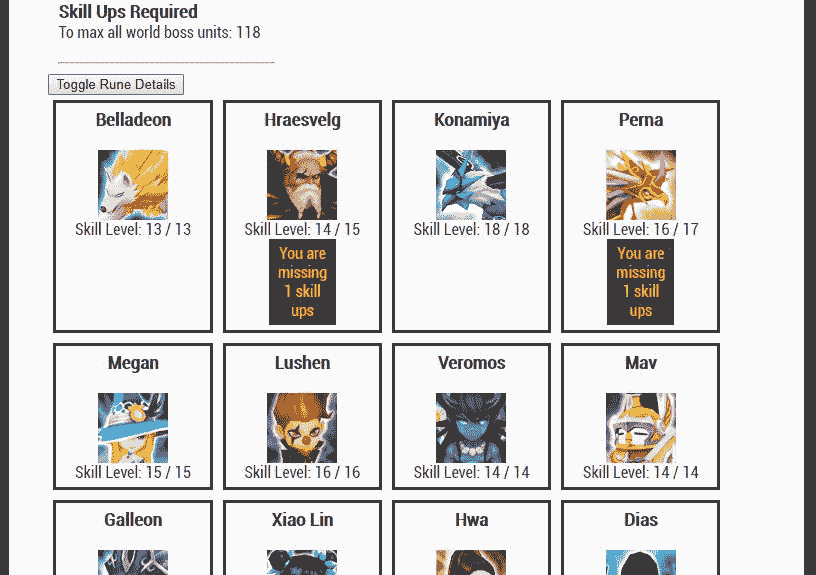 Skill Ups Required
To max all world boss units: 118
Toggle Rune Details
Belladeon
Hraesvelg
Konamiya
Perna
Skill Level: 13 / 13
Skill Level: 14 / 15
Skill Level: 18 / 18
Skill Level: 16 / 17
You are
missing
1 skill
ups
You are
missing
1 skill
ups
Megan
Lushen
Veromos
Mav
Skill Level: 15 / 15
Skill Level: 16 / 16
Skill Level: 14 / 14
Skill Level: 14 / 14
Galleon
Xiao Lin
Hwa
Dias